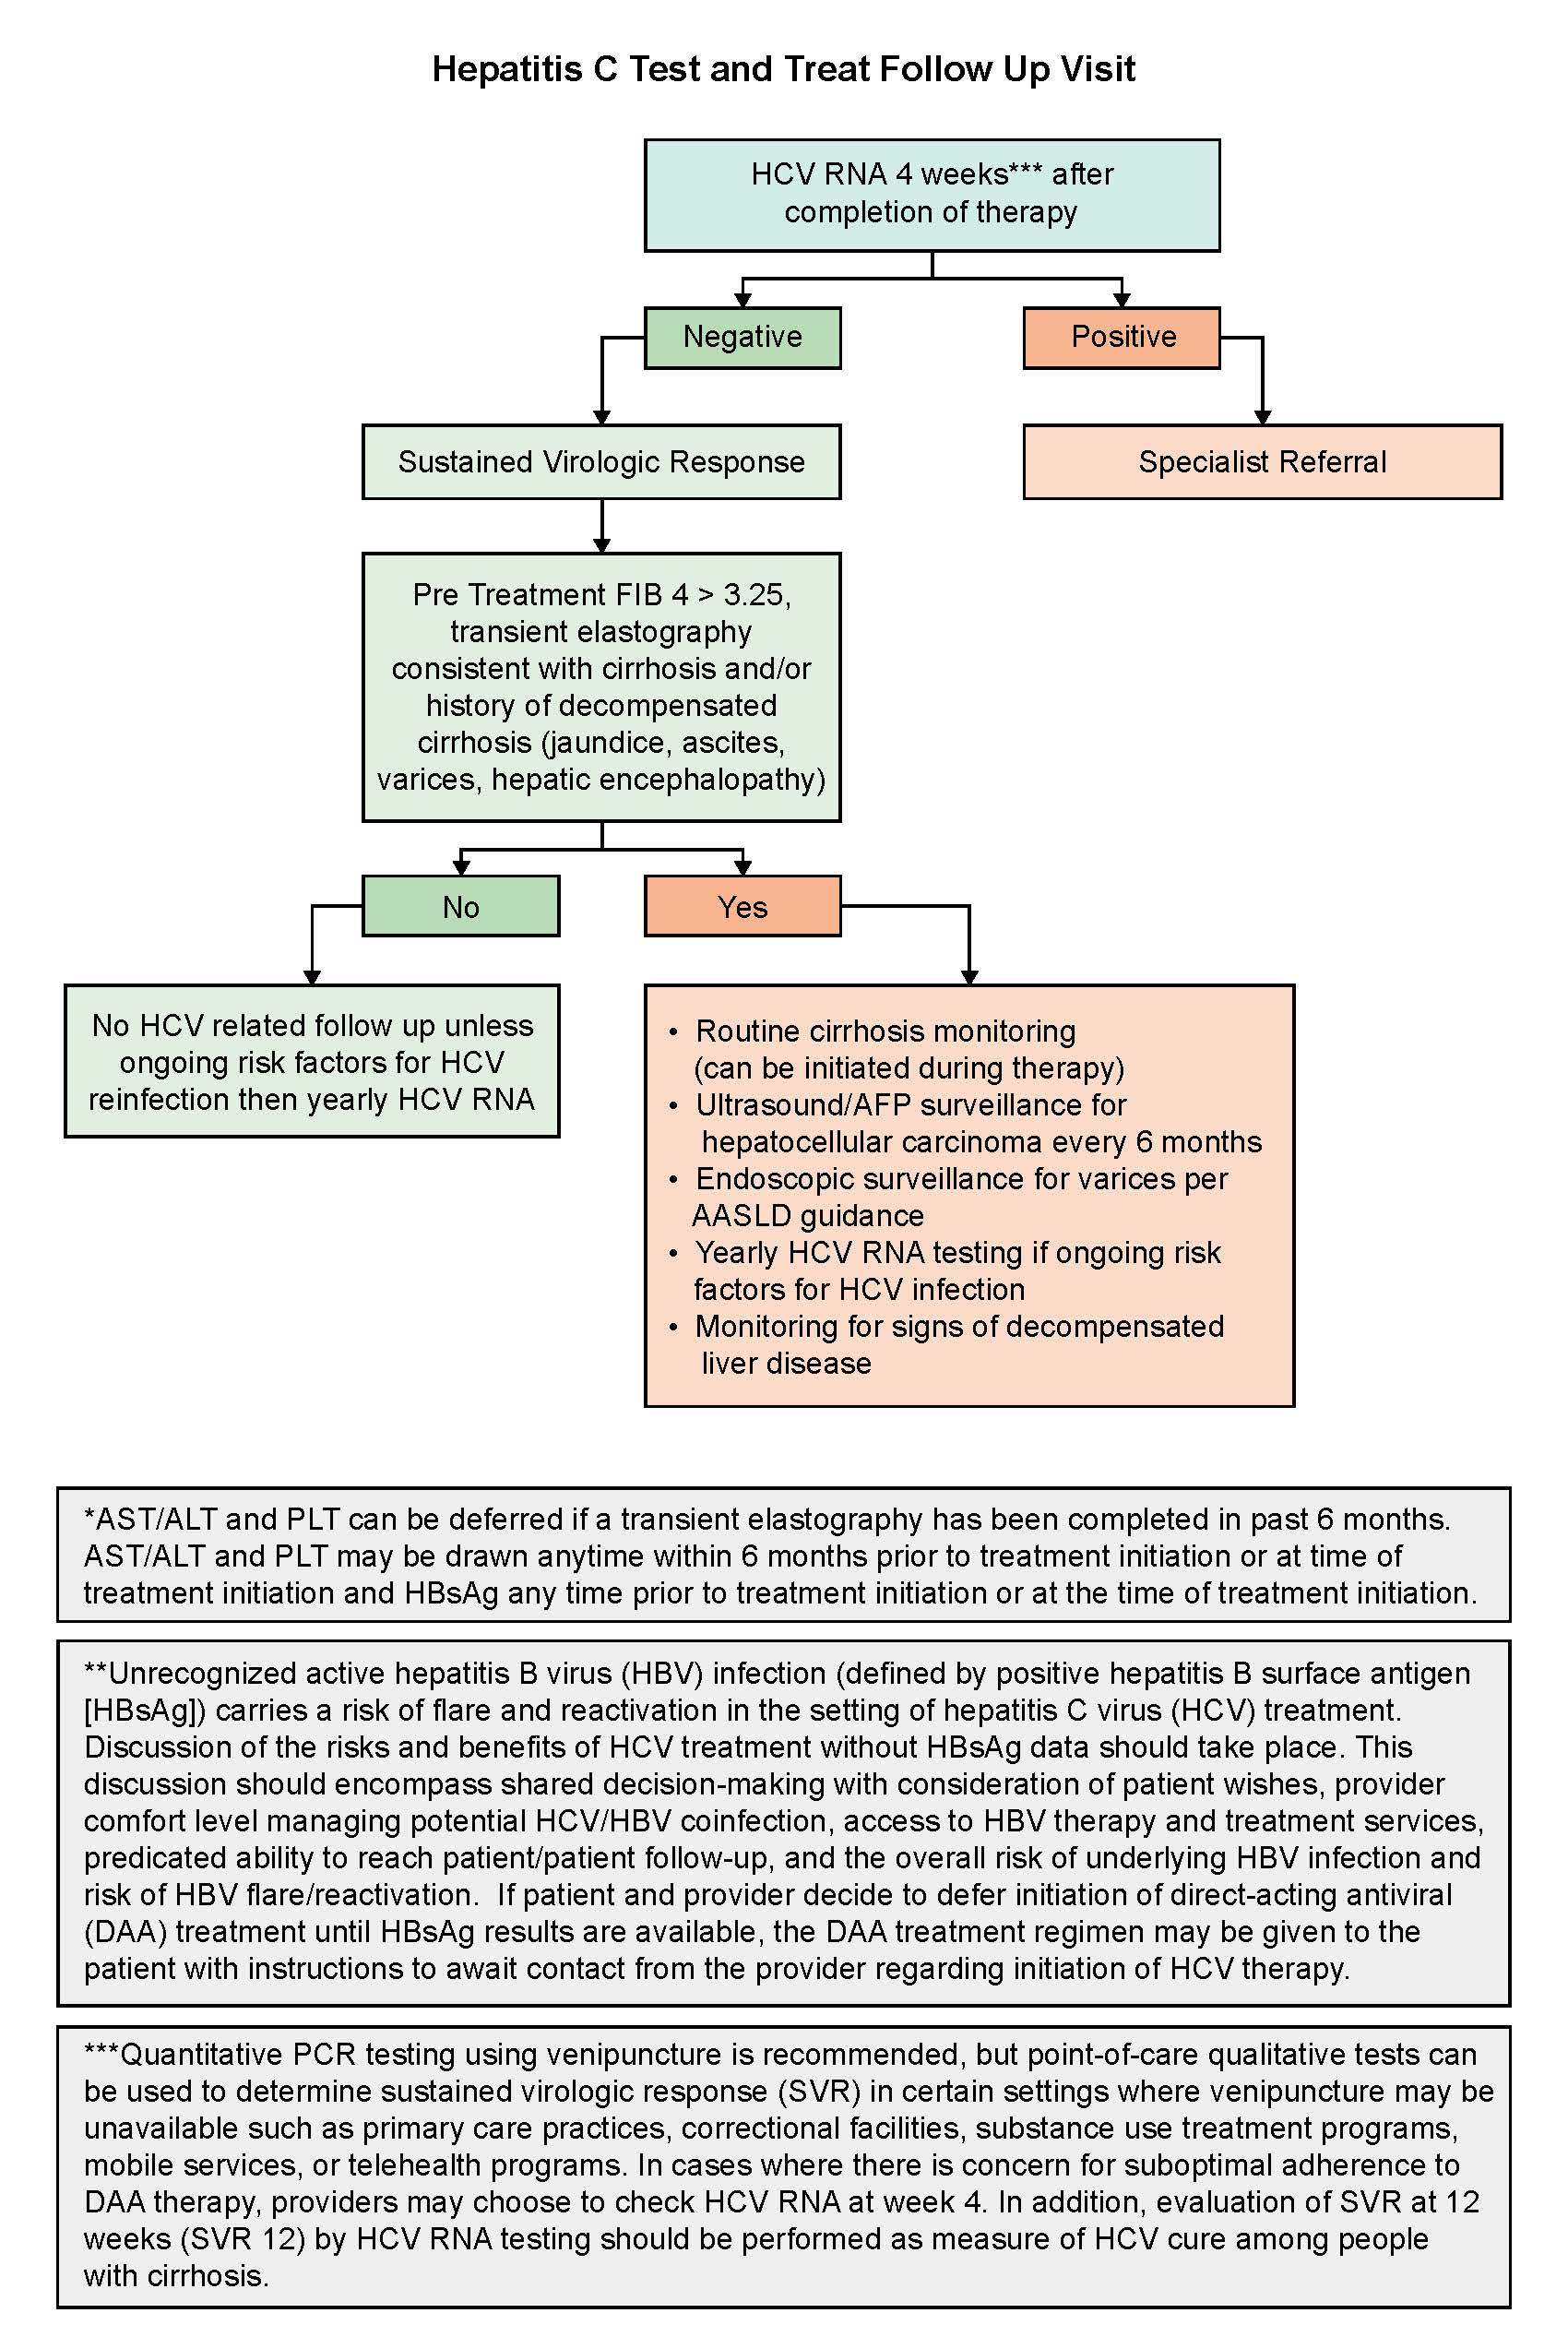 Hepatitis C Test and Treat Follow Up Visit
HCV RNA 4 weeks*** after
completion of therapy
Negative
Positive
Sustained Virologic Response
Specialist Referral
Pre Treatment FIB 4 > 3.25,
transient elastography
consistent with cirrhosis and/or
history of decompensated
cirrhosis (jaundice, ascites,
varices, hepatic encephalopathy)
No
Yes
No HCV related follow up unless
ongoing risk factors for HCV
reinfection then yearly HCV RNA
• Routine cirrhosis monitoring
(can be initiated during therapy)
• Ultrasound/AFP surveillance for
hepatocellular carcinoma every 6 months
• Endoscopic surveillance for varices per
AASLD guidance
• Yearly HCV RNA testing if ongoing risk
factors for HCV infection
• Monitoring for signs of decompensated
liver disease
*AST/ALT and PLT can be deferred if a transient elastography has been completed in past 6 months.
AST/ALT and PLT may be drawn anytime within 6 months prior to treatment initiation or at time of
treatment initiation and HBsAg any time prior to treatment initiation or at the time of treatment initiation.
**Unrecognized active hepatitis B virus (HBV) infection (defined by positive hepatitis B surface antigen
[HBsAg]) carries a risk of flare and reactivation in the setting of hepatitis C virus (HCV) treatment.
Discussion of the risks and benefits of HCV treatment without HBsAg data should take place. This
discussion should encompass shared decision-making with consideration of patient wishes, provider
comfort level managing potential HCV/HBV coinfection, access to HBV therapy and treatment services,
predicated ability to reach patient/patient follow-up, and the overall risk of underlying HBV infection and
risk of HBV flare/reactivation. If patient and provider decide to defer initiation of direct-acting antiviral
(DAA) treatment until HBsAg results are available, the DAA treatment regimen may be given to the
patient with instructions to await contact from the provider regarding initiation of HCV therapy.
***Quantitative PCR testing using venipuncture is recommended, but point-of-care qualitative tests can
be used to determine sustained virologic response (SVR) in certain settings where venipuncture may be
unavailable such as primary care practices, correctional facilities, substance use treatment programs,
mobile services, or telehealth programs. In cases where there is concern for suboptimal adherence to
DAA therapy, providers may choose to check HCV RNA at week 4. In addition, evaluation of SVR at 12
weeks (SVR 12) by HCV RNA testing should be performed as measure of HCV cure among people
with cirrhosis.